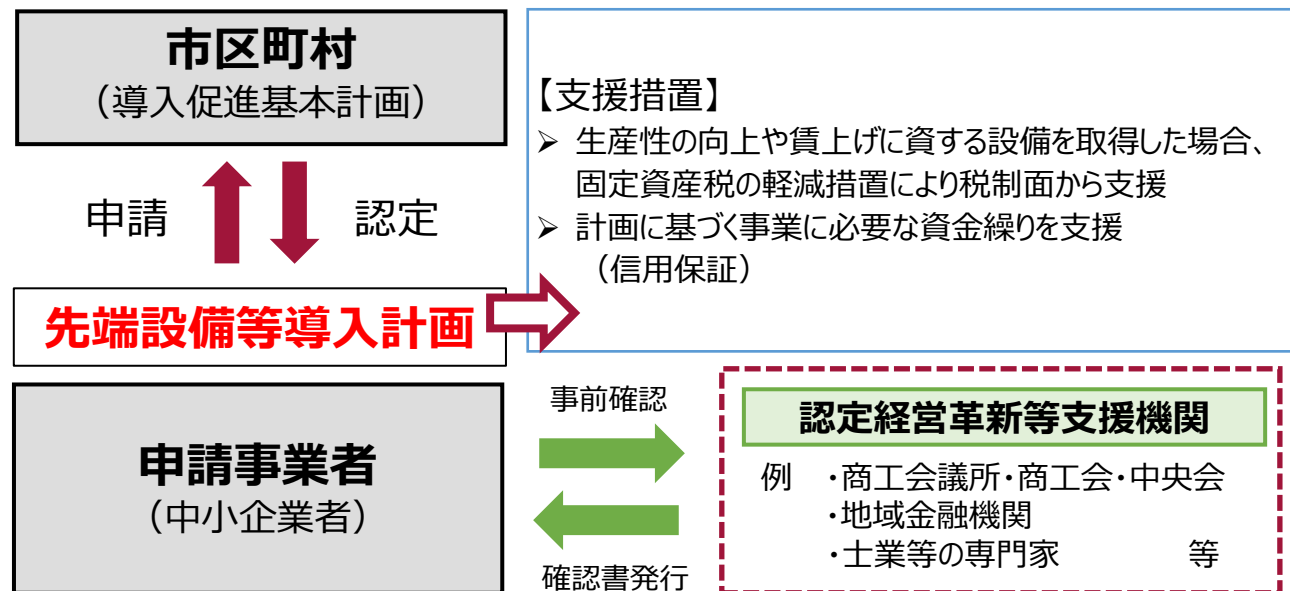 市区町村
（導入促進基本計画）
申請
認定
先端設備等導入計画
【支援措置】
➢ 生産性の向上や賃上げに資する設備を取得した場合、
固定資産税の軽減措置により税制面から支援
➢ 計画に基づく事業に必要な資金繰りを支援
（信用保証）
申請事業者
（中小企業者）
事前確認
確認書発行
認定経営革新等支援機関
例 ・商工会議所・商工会・中央会
・地域金融機関
・士業等の専門家 等